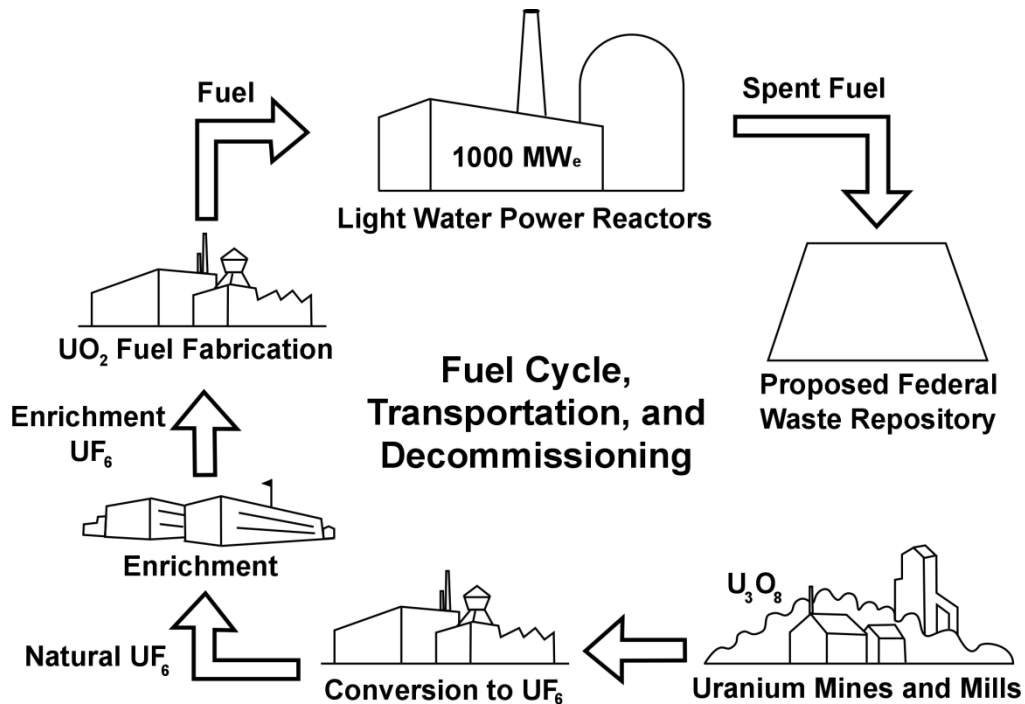 Fuel
Spent Fuel
1000 MWₑ
Light Water Power Reactors
UO₂ Fuel Fabrication
Fuel Cycle,
Transportation, and
Decommissioning
Proposed Federal
Waste Repository
Enrichment
UF₆
Enrichment
U₃O₈
Natural UF₆
Conversion to UF₆
Uranium Mines and Mills